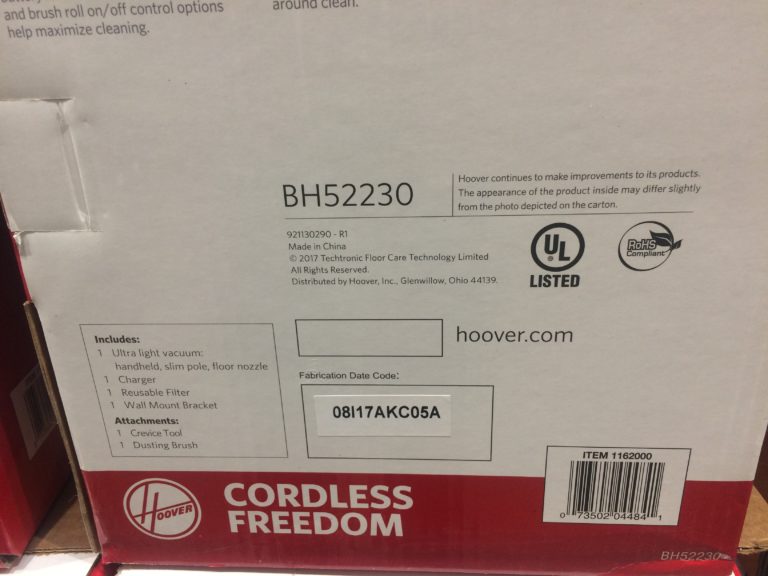 and brush roll on/off control options
help maximize cleaning.
around clean.
BH52230
Hoover continues to make improvements to its products.
The appearance of the product inside may differ slightly
from the photo depicted on the carton.
921130290 - R1
Made in China
© 2017 Techtronic Floor Care Technology Limited
All Rights Reserved.
Distributed by Hoover, Inc., Glenwillow, Ohio 44139.
UL
®
LISTED
RoHS
Compliant
hoover.com
Includes:
1 Ultra light vacuum:
handheld, slim pole, floor nozzle
1 Charger
1 Reusable Filter
1 Wall Mount Bracket
Attachments:
1 Crevice Tool
1 Dusting Brush
Fabrication Date Code:
08I17AKC05A
ITEM 1162000
0 73502 04484 1
HOOVER
CORDLESS
FREEDOM
BH52230